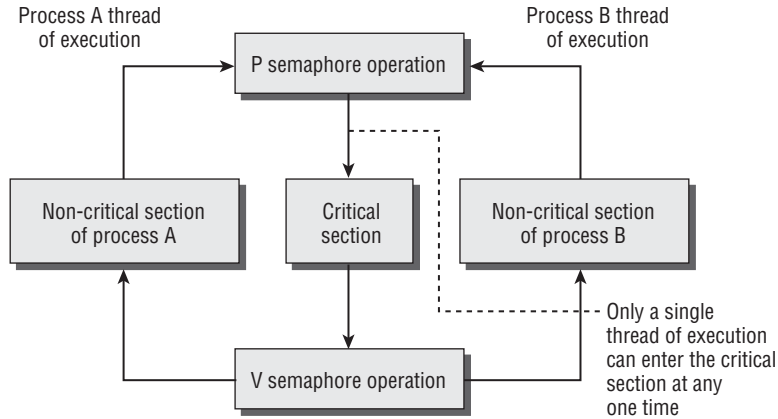 Process A thread
of execution
Process B thread
of execution
P semaphore operation
Non-critical section
of process A
Critical
section
Non-critical section
of process B
Only a single
thread of execution
can enter the critical
section at any
one time
V semaphore operation